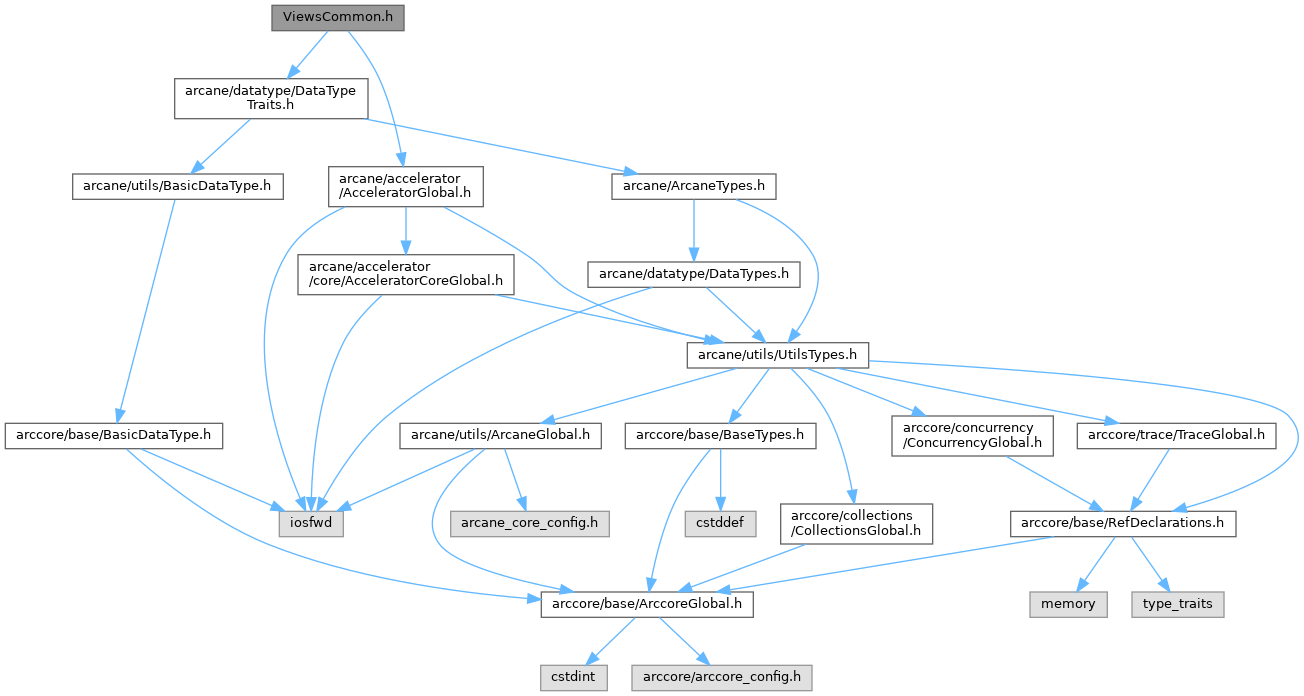 ViewsCommon.h
arcane/datatype/DataType
Traits.h
arcane/utils/BasicDataType.h
arcane/accelerator
/AcceleratorGlobal.h
arcane/ArcaneTypes.h
arcane/accelerator
/core/AcceleratorCoreGlobal.h
arcane/datatype/DataTypes.h
arcane/utils/UtilsTypes.h
arccore/base/BasicDataType.h
arcane/utils/ArcaneGlobal.h
arccore/base/BaseTypes.h
arccore/concurrency
/ConcurrencyGlobal.h
arccore/trace/TraceGlobal.h
iosfwd
arcane_core_config.h
cstddef
arccore/collections
/CollectionsGlobal.h
arccore/base/RefDeclarations.h
arccore/base/ArccoreGlobal.h
memory
type_traits
cstdint
arccore/arccore_config.h